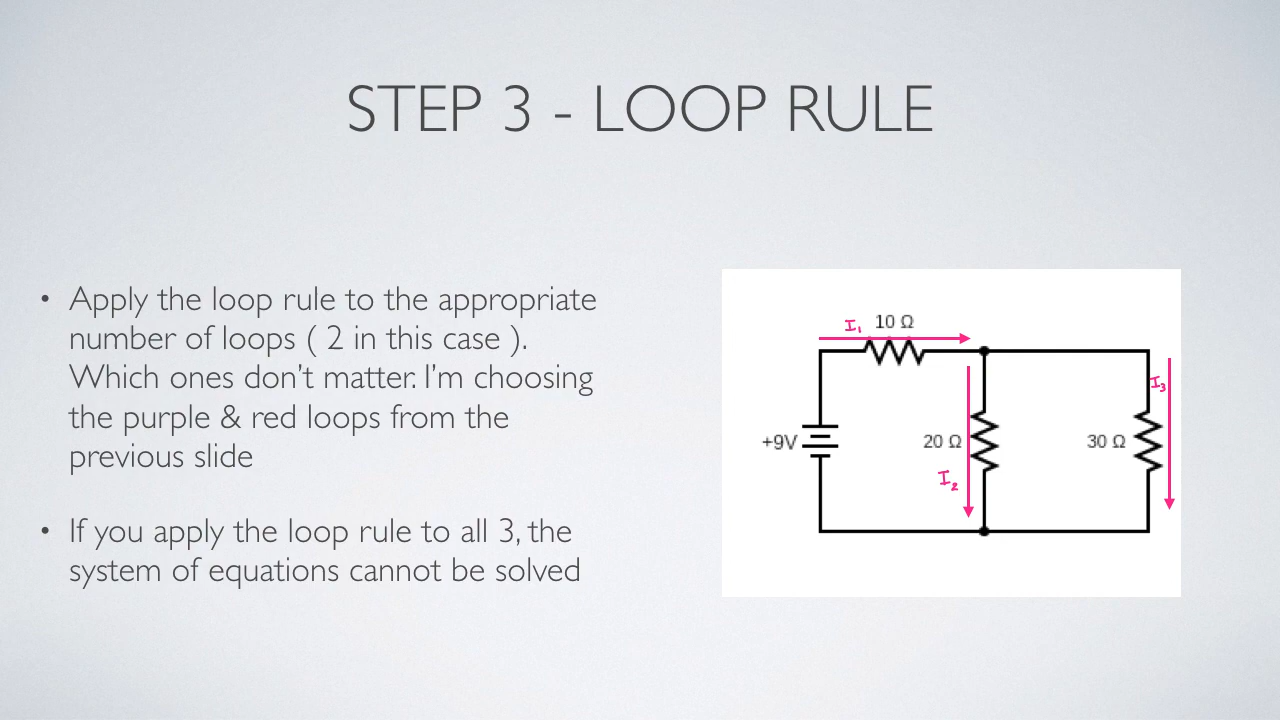 STEP 3 - LOOP RULE
• Apply the loop rule to the appropriate
number of loops ( 2 in this case ).
Which ones don't matter. I'm choosing
the purple & red loops from the
previous slide
• If you apply the loop rule to all 3, the
system of equations cannot be solved
I₁ 10 Ω
I₃
+9V 20 Ω 30 Ω
I₂